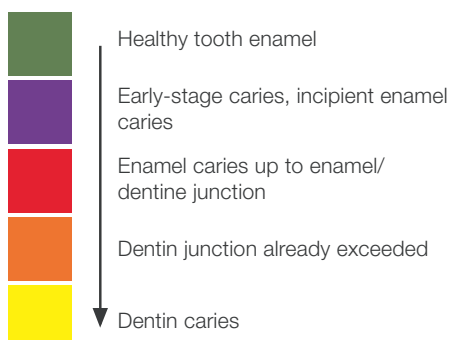 Healthy tooth enamel
Early-stage caries, incipient enamel
caries
Enamel caries up to enamel/
dentine junction
Dentin junction already exceeded
Dentin caries